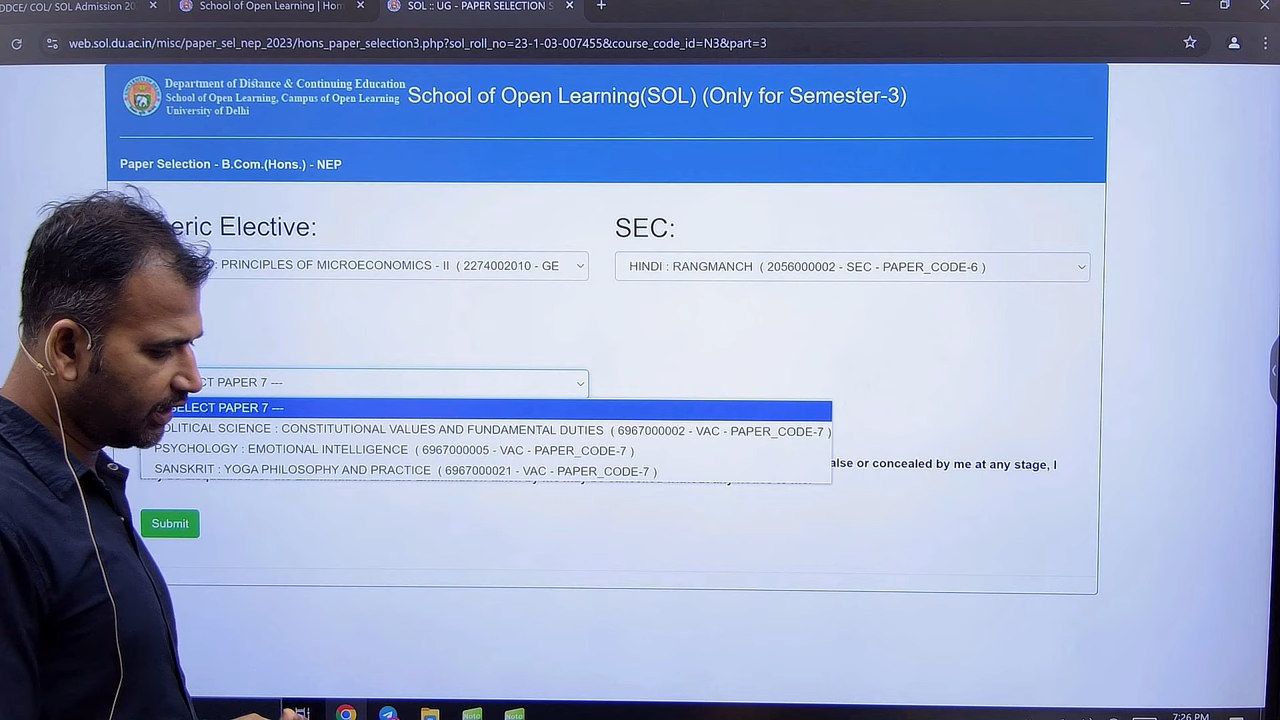 DDCE/ COL/ SOL Admission 20
School of Open Learning | Hon
SOL :: UG - PAPER SELECTION S
web.sol.du.ac.in/misc/paper_sel_nep_2023/hons_paper_selection3.php?sol_roll_no=23-1-03-007455&course_code_id=N3&part=3
Department of Distance & Continuing Education
School of Open Learning, Campus of Open Learning
University of Delhi
School of Open Learning(SOL) (Only for Semester-3)
Paper Selection - B.Com.(Hons.) - NEP
eric Elective:
SEC:
: PRINCIPLES OF MICROECONOMICS - II ( 2274002010 - GE
HINDI : RANGMANCH ( 2056000002 - SEC - PAPER_CODE-6 )
CT PAPER 7 ---
SELECT PAPER 7 ---
OLITICAL SCIENCE : CONSTITUTIONAL VALUES AND FUNDAMENTAL DUTIES ( 6967000002 - VAC - PAPER_CODE-7 )
PSYCHOLOGY : EMOTIONAL INTELLIGENCE ( 6967000005 - VAC - PAPER_CODE-7 )
SANSKRIT : YOGA PHILOSOPHY AND PRACTICE ( 6967000021 - VAC - PAPER_CODE-7 )
alse or concealed by me at any stage, I
Submit
Note
Note
7:26 PM